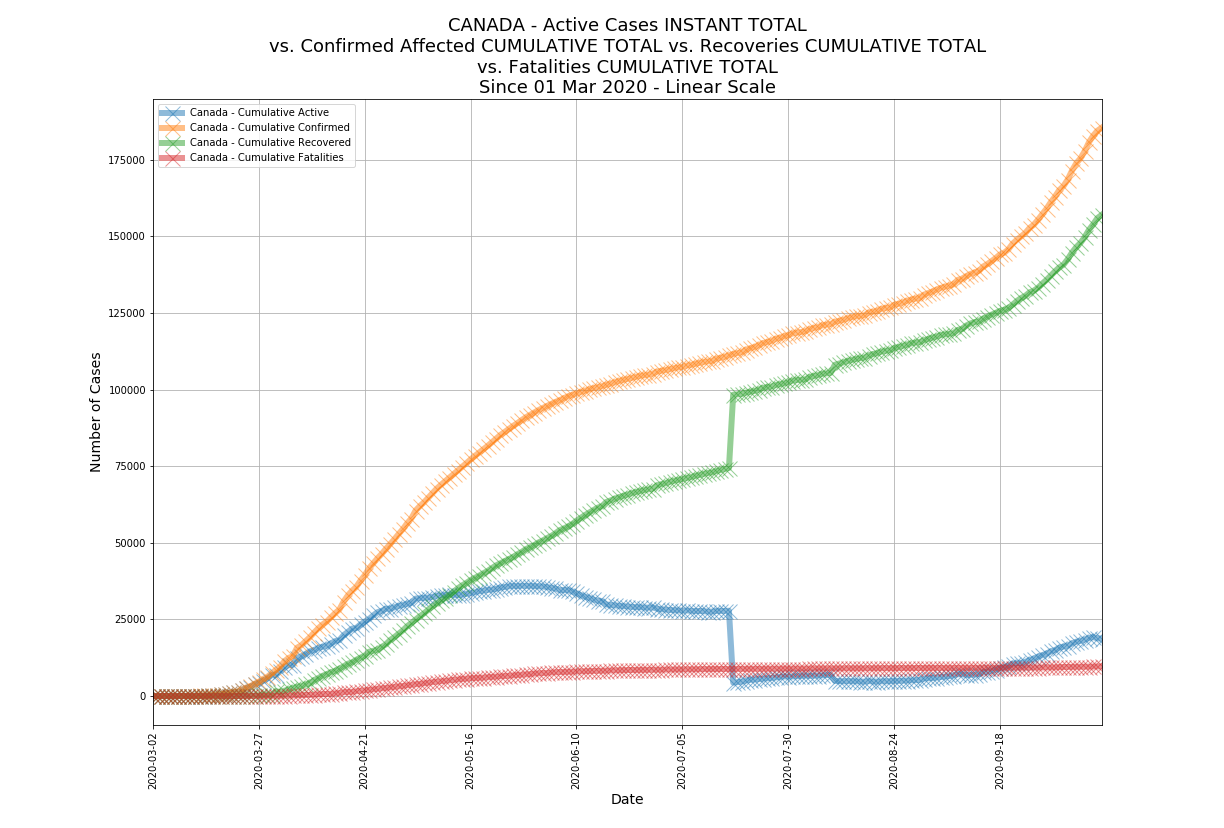 CANADA - Active Cases INSTANT TOTAL
vs. Confirmed Affected CUMULATIVE TOTAL vs. Recoveries CUMULATIVE TOTAL
vs. Fatalities CUMULATIVE TOTAL
Since 01 Mar 2020 - Linear Scale
Canada - Cumulative Active
Canada - Cumulative Confirmed
Canada - Cumulative Recovered
Canada - Cumulative Fatalities
175000
150000
125000
100000
75000
50000
25000
0
Number of Cases
2020-03-02
2020-03-27
2020-04-21
2020-05-16
2020-06-10
2020-07-05
2020-07-30
2020-08-24
2020-09-18
Date